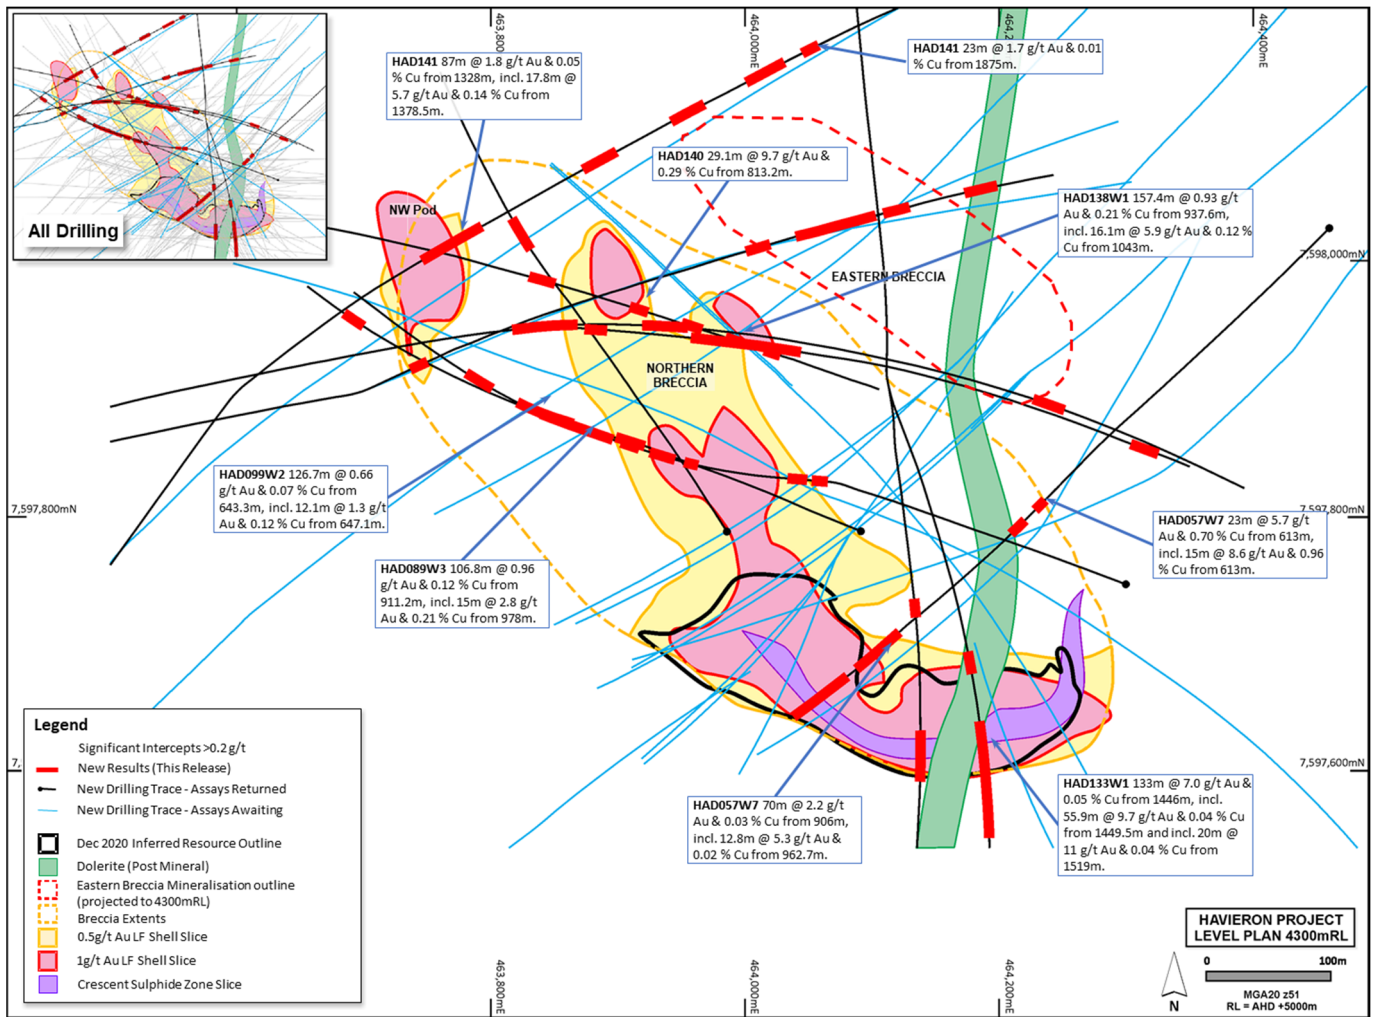 463,800
464,000mE
464,2
464,400mE
All Drilling
HAD141 87m @ 1.8 g/t Au & 0.05
% Cu from 1328m, incl. 17.8m @
5.7 g/t Au & 0.14 % Cu from
1378.5m.
HAD141 23m @ 1.7 g/t Au & 0.01
% Cu from 1875m.
HAD140 29.1m @ 9.7 g/t Au &
0.29 % Cu from 813.2m.
HAD138W1 157.4m @ 0.93 g/t
Au & 0.21 % Cu from 937.6m,
incl. 16.1m @ 5.9 g/t Au & 0.12 %
Cu from 1043m.
NW Pod
7,598,000mN
EASTERN BRECCIA
NORTHERN
BRECCIA
HAD099W2 126.7m @ 0.66
g/t Au & 0.07 % Cu from
643.3m, incl. 12.1m @ 1.3 g/t
Au & 0.12 % Cu from 647.1m.
7,597,800mN
7,597,800mN
HAD057W7 23m @ 5.7 g/t
Au & 0.70 % Cu from 613m,
incl. 15m @ 8.6 g/t Au & 0.96
% Cu from 613m.
HAD089W3 106.8m @ 0.96
g/t Au & 0.12 % Cu from
911.2m, incl. 15m @ 2.8 g/t
Au & 0.21 % Cu from 978m.
7,
7,597,600mN
HAD057W7 70m @ 2.2 g/t
Au & 0.03 % Cu from 906m,
incl. 12.8m @ 5.3 g/t Au &
0.02 % Cu from 962.7m.
HAD133W1 133m @ 7.0 g/t Au &
0.05 % Cu from 1446m, incl.
55.9m @ 9.7 g/t Au & 0.04 % Cu
from 1449.5m and incl. 20m @
11 g/t Au & 0.04 % Cu from
1519m.
Legend
Significant Intercepts >0.2 g/t
New Results (This Release)
New Drilling Trace - Assays Returned
New Drilling Trace - Assays Awaiting
Dec 2020 Inferred Resource Outline
Dolerite (Post Mineral)
Eastern Breccia Mineralisation outline
(projected to 4300mRL)
Breccia Extents
0.5g/t Au LF Shell Slice
1g/t Au LF Shell Slice
Crescent Sulphide Zone Slice
HAVIERON PROJECT
LEVEL PLAN 4300mRL
0 100m
N
MGA20 z51
RL = AHD +5000m
463,800mE
464,000mE
464,200mE